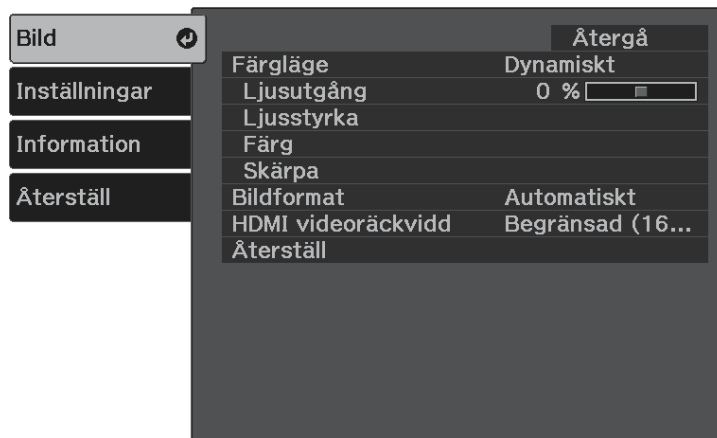 Bild
Inställningar
Information
Återställ
Återgå
Färgläge Dynamiskt
Ljusutgång 0 %
Ljusstyrka
Färg
Skärpa
Bildformat Automatiskt
HDMI videoräckvidd Begränsad (16...
Återställ